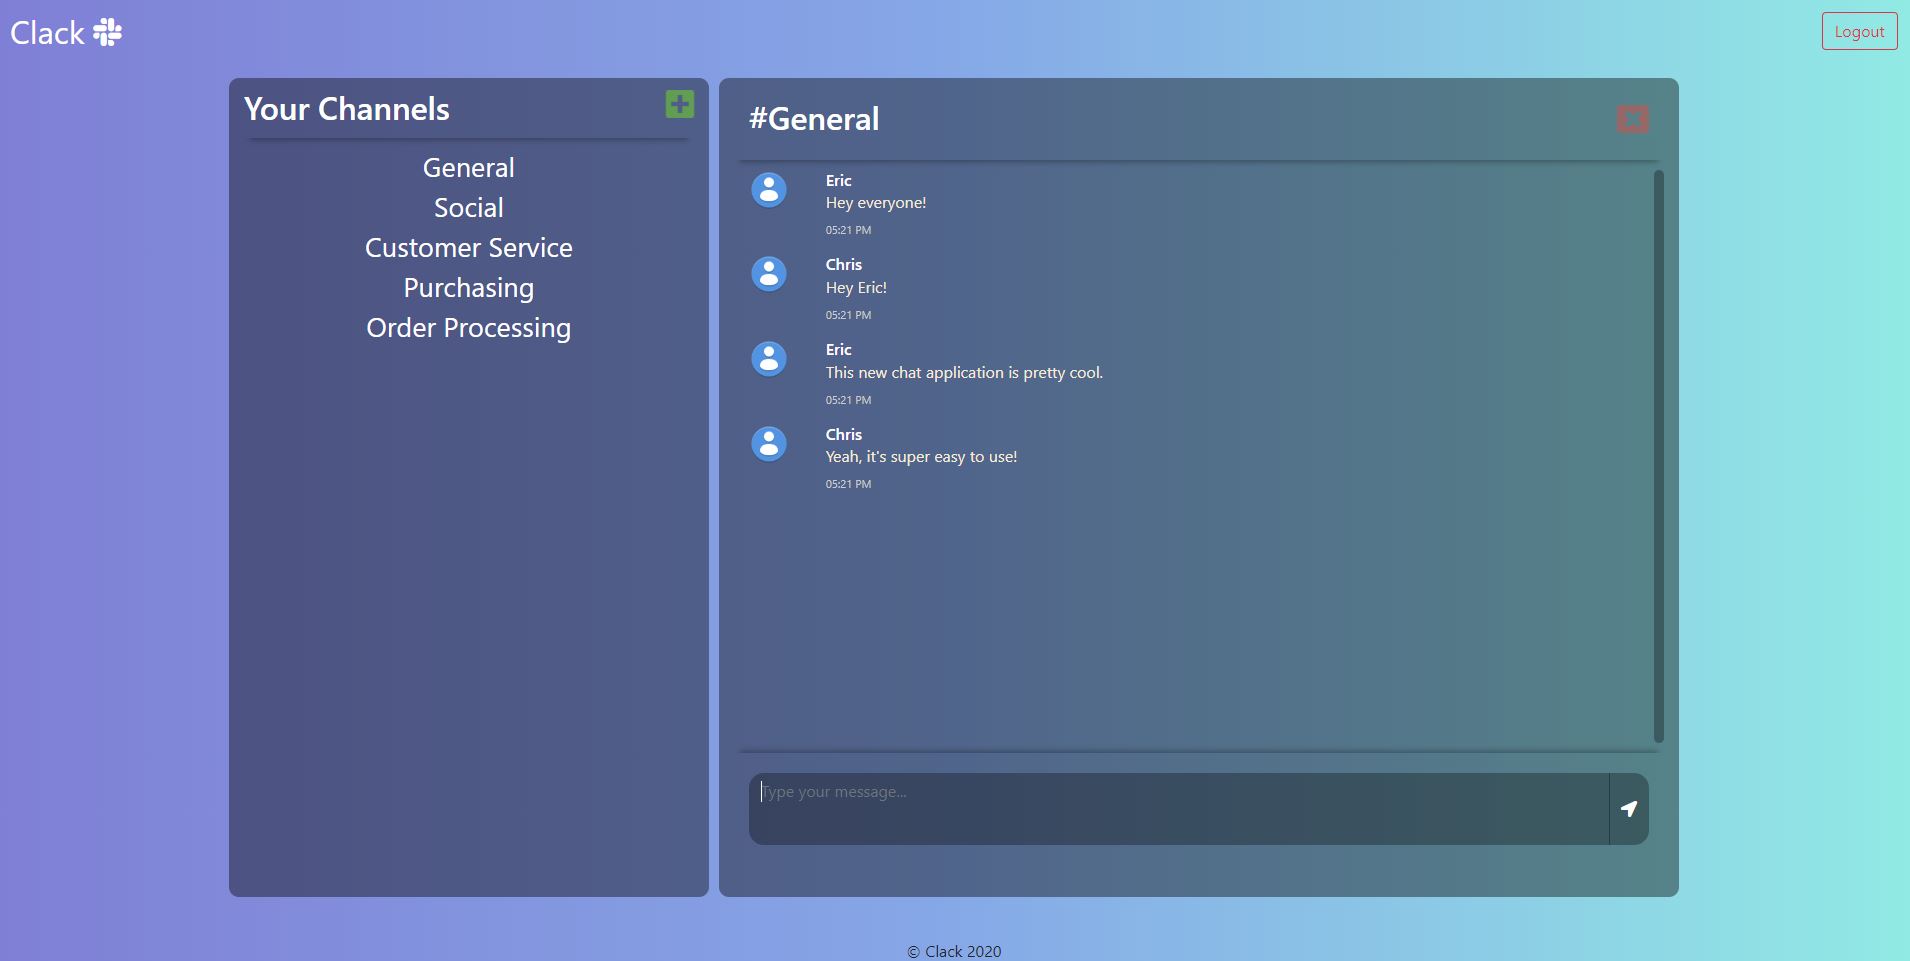 Clack
Logout
Your Channels
General
Social
Customer Service
Purchasing
Order Processing
#General
Eric
Hey everyone!
05:21 PM
Chris
Hey Eric!
05:21 PM
Eric
This new chat application is pretty cool.
05:21 PM
Chris
Yeah, it's super easy to use!
05:21 PM
Type your message...
© Clack 2020